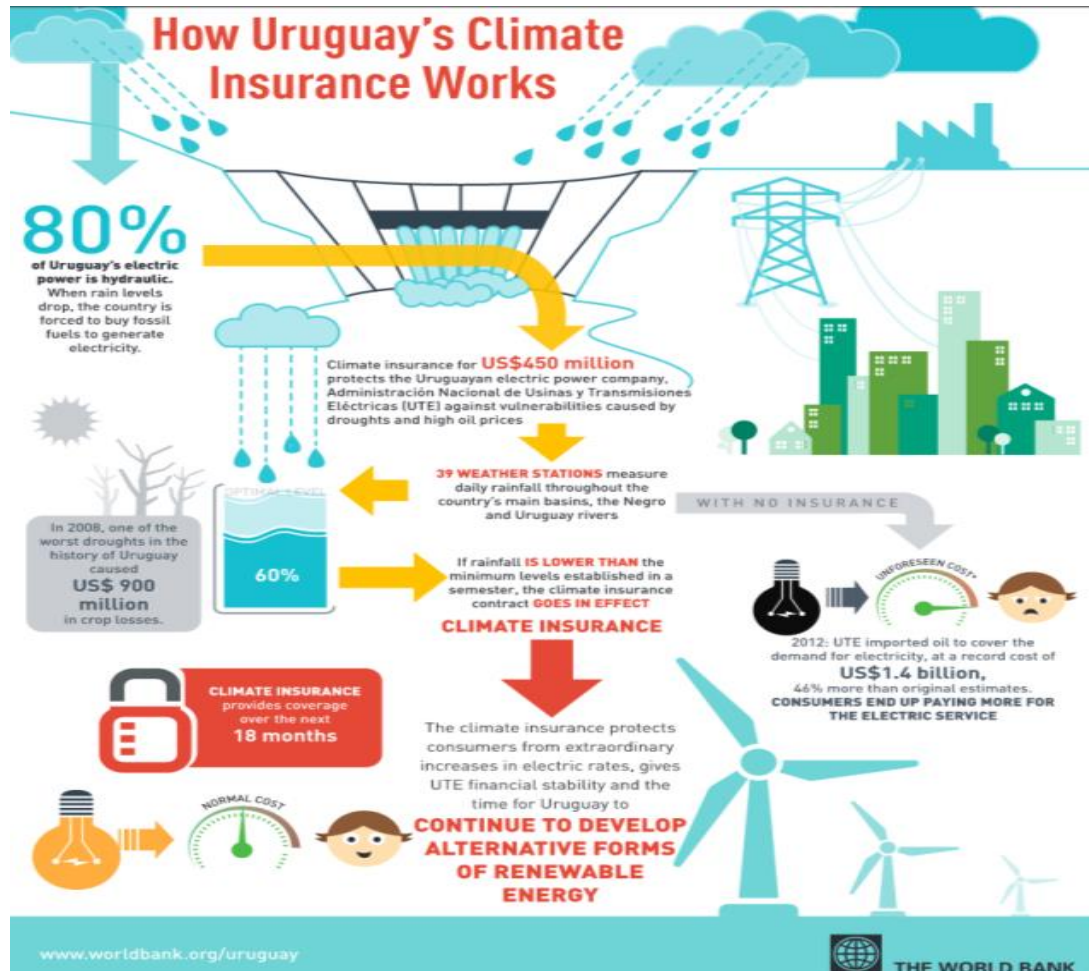 How Uruguay's Climate
Insurance Works
80%
of Uruguay's electric
power is hydraulic.
When rain levels
drop, the country is
forced to buy fossil
fuels to generate
electricity.
Climate insurance for US$450 million
protects the Uruguayan electric power company,
Administración Nacional de Usinas y Transmisiones
Eléctricas (UTE) against vulnerabilities caused by
droughts and high oil prices
39 WEATHER STATIONS measure
daily rainfall throughout the
country's main basins, the Negro
and Uruguay rivers
WITH NO INSURANCE
OPTIMAL LEVEL
60%
In 2008, one of the
worst droughts in the
history of Uruguay
caused
US$ 900
million
in crop losses.
If rainfall IS LOWER THAN the
minimum levels established in a
semester, the climate insurance
contract GOES IN EFFECT
CLIMATE INSURANCE
UNFORESEEN COST*
2012: UTE imported oil to cover the
demand for electricity, at a record cost of
US$1.4 billion,
46% more than original estimates.
CONSUMERS END UP PAYING MORE FOR
THE ELECTRIC SERVICE
CLIMATE INSURANCE
provides coverage
over the next
18 months
The climate insurance protects
consumers from extraordinary
increases in electric rates, gives
UTE financial stability and the
time for Uruguay to
CONTINUE TO DEVELOP
ALTERNATIVE FORMS
OF RENEWABLE
ENERGY
NORMAL COST
www.worldbank.org/uruguay
THE WORLD BANK